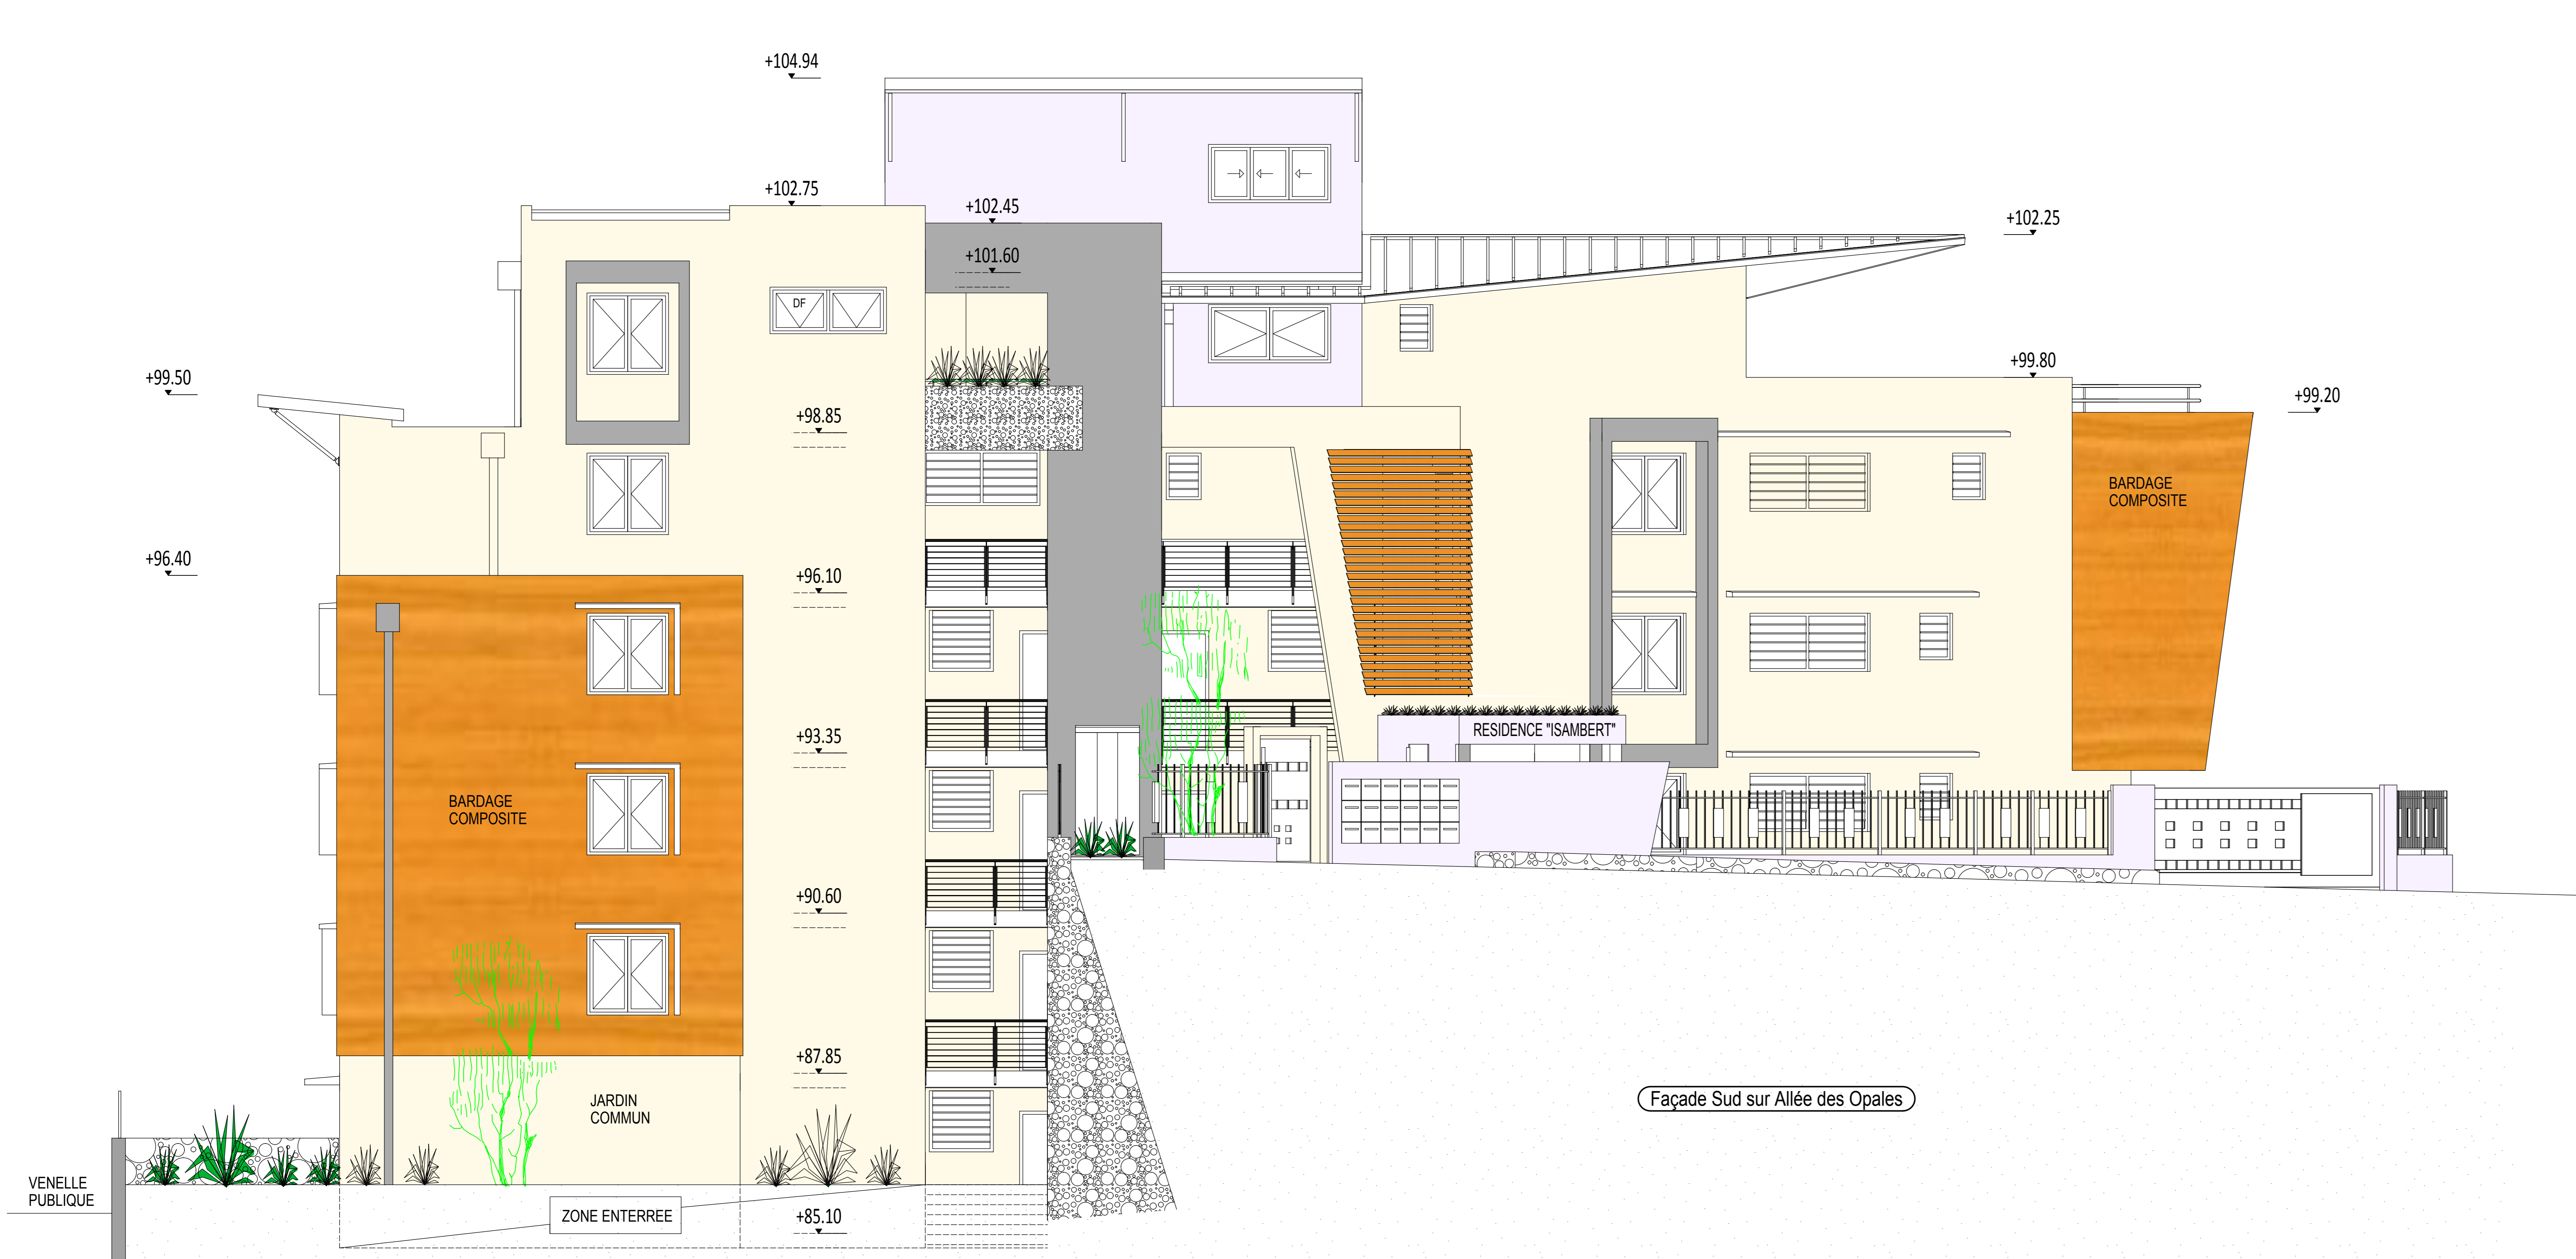 +104.94
+102.75
+102.45
+102.25
+101.60
DF
+99.80
+99.50
+99.20
+98.85
BARDAGE
COMPOSITE
+96.40
+96.10
RESIDENCE "ISAMBERT"
+93.35
BARDAGE
COMPOSITE
+90.60
+87.85
JARDIN
COMMUN
Façade Sud sur Allée des Opales
VENELLE
PUBLIQUE
ZONE ENTERREE
+85.10